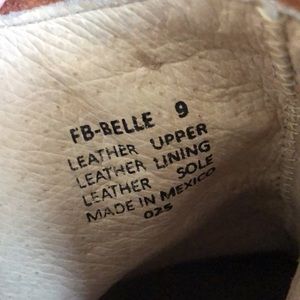 FB-BELLE 9
LEATHER UPPER
LEATHER LINING
LEATHER SOLE
MADE IN MEXICO
025